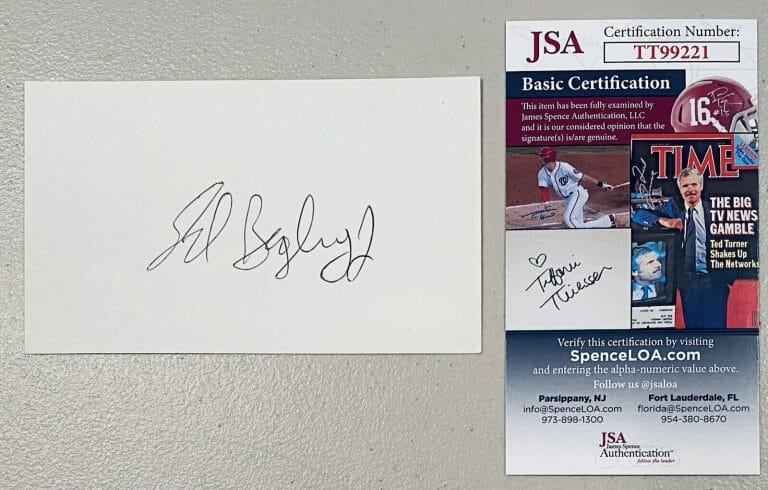 Ed Begley Jr
JSA
Certification Number:
TT99221
Basic Certification
This item has been fully examined by
James Spence Authentication, LLC
and it is our considered opinion that the
signature(s) is/are genuine.
16
TIME
THE BIG
TV NEWS
GAMBLE
Ted Turner
Shakes Up
The Networks
Tiffani
Thiessen
Verify this certification by visiting
SpenceLOA.com
and entering the alpha-numeric value above.
Follow us @jsaloa
Parsippany, NJ
info@SpenceLOA.com
973-898-1300
Fort Lauderdale, FL
florida@SpenceLOA.com
954-380-8670
JSA
James Spence
Authentication
follow the leader